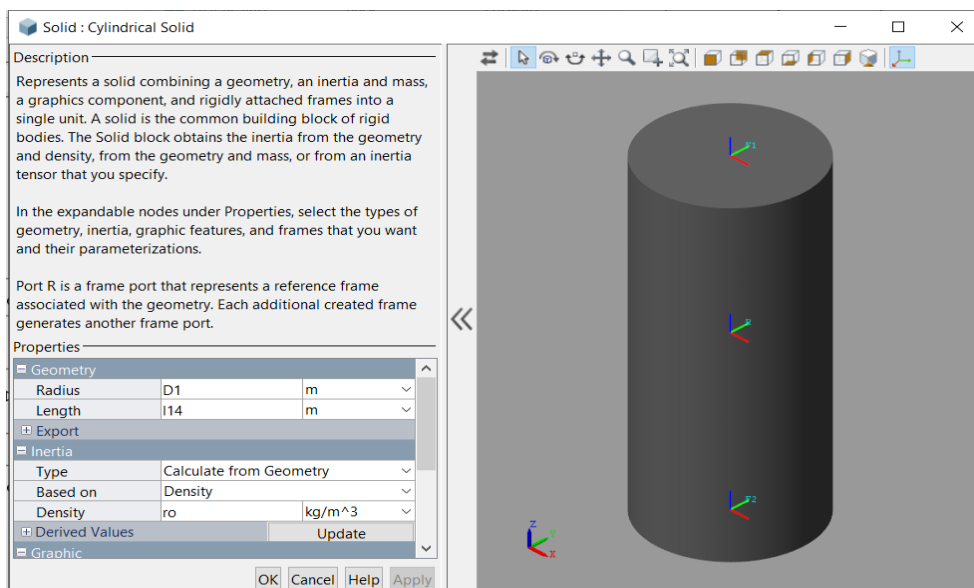 Solid : Cylindrical Solid
Description
Represents a solid combining a geometry, an inertia and mass,
a graphics component, and rigidly attached frames into a
single unit. A solid is the common building block of rigid
bodies. The Solid block obtains the inertia from the geometry
and density, from the geometry and mass, or from an inertia
tensor that you specify.
In the expandable nodes under Properties, select the types of
geometry, inertia, graphic features, and frames that you want
and their parameterizations.
Port R is a frame port that represents a reference frame
associated with the geometry. Each additional created frame
generates another frame port.
Properties
Geometry
Radius D1 m
Length l14 m
Export
Inertia
Type Calculate from Geometry
Based on Density
Density ro kg/m^3
Derived Values Update
Graphic
OK Cancel Help Apply
F1
R
F2
Z
Y
X